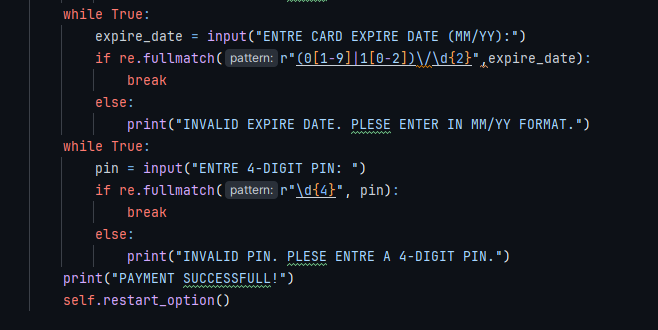 while True:
    expire_date = input("ENTRE CARD EXPIRE DATE (MM/YY):")
    if re.fullmatch( pattern: r"(0[1-9]|1[0-2])\/\d{2}",expire_date):
        break
    else:
        print("INVALID EXPIRE DATE. PLESE ENTER IN MM/YY FORMAT.")
while True:
    pin = input("ENTRE 4-DIGIT PIN: ")
    if re.fullmatch( pattern: r"\d{4}", pin):
        break
    else:
        print("INVALID PIN. PLESE ENTRE A 4-DIGIT PIN.")
print("PAYMENT SUCCESSFULL!")
self.restart_option()